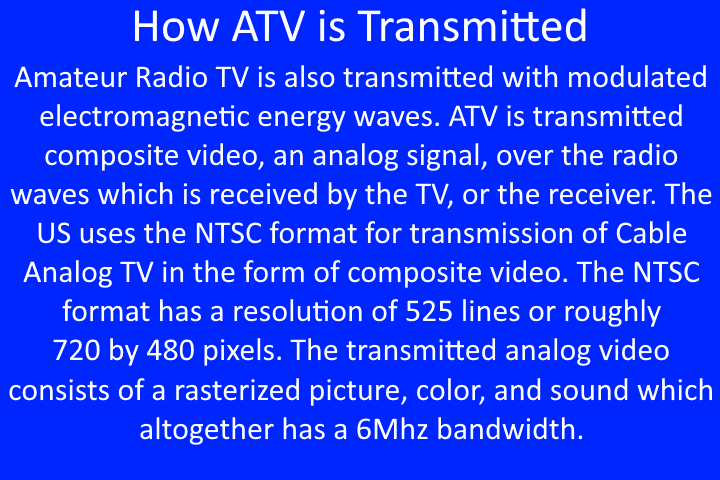 How ATV is Transmitted
Amateur Radio TV is also transmitted with modulated
electromagnetic energy waves. ATV is transmitted
composite video, an analog signal, over the radio
waves which is received by the TV, or the receiver. The
US uses the NTSC format for transmission of Cable
Analog TV in the form of composite video. The NTSC
format has a resolution of 525 lines or roughly
720 by 480 pixels. The transmitted analog video
consists of a rasterized picture, color, and sound which
altogether has a 6Mhz bandwidth.